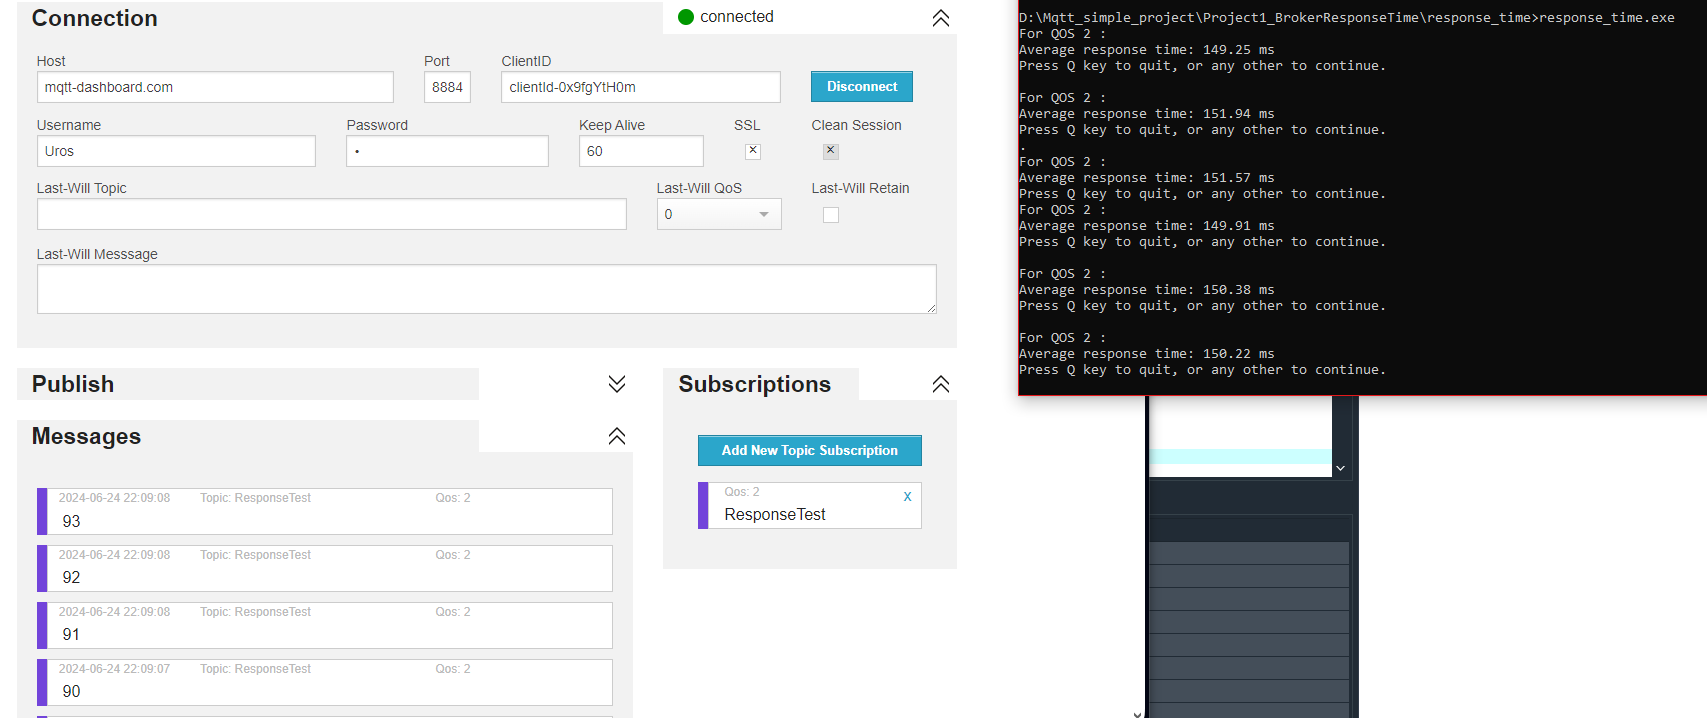 Connection
connected
Host
Port
ClientID
mqtt-dashboard.com
8884
clientId-0x9fgYtH0m
Disconnect
Username
Password
Keep Alive
SSL
Clean Session
Uros
•
60
x
x
Last-Will Topic
Last-Will QoS
Last-Will Retain
0
Last-Will Messsage
Publish
Subscriptions
Messages
Add New Topic Subscription
Qos: 2
x
ResponseTest
2024-06-24 22:09:08 Topic: ResponseTest Qos: 2
93
2024-06-24 22:09:08 Topic: ResponseTest Qos: 2
92
2024-06-24 22:09:08 Topic: ResponseTest Qos: 2
91
2024-06-24 22:09:07 Topic: ResponseTest Qos: 2
90
D:\Mqtt_simple_project\Project1_BrokerResponseTime\response_time>response_time.exe
For QOS 2 :
Average response time: 149.25 ms
Press Q key to quit, or any other to continue.
For QOS 2 :
Average response time: 151.94 ms
Press Q key to quit, or any other to continue.
.
For QOS 2 :
Average response time: 151.57 ms
Press Q key to quit, or any other to continue.
For QOS 2 :
Average response time: 149.91 ms
Press Q key to quit, or any other to continue.
For QOS 2 :
Average response time: 150.38 ms
Press Q key to quit, or any other to continue.
For QOS 2 :
Average response time: 150.22 ms
Press Q key to quit, or any other to continue.